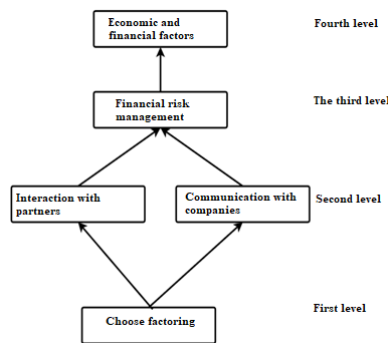 Economic and
financial factors
Fourth level
Financial risk
management
The third level
Interaction with
partners
Communication with
companies
Second level
Choose factoring
First level